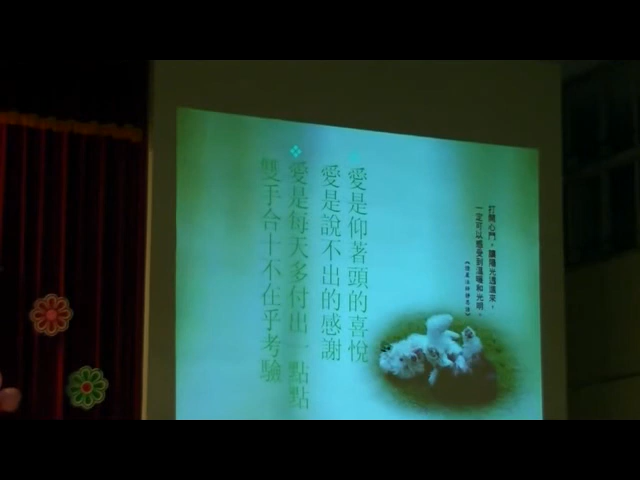 打開心門，讓陽光透進來，
一定可以感受到溫暖和光明。
愛是仰著頭的喜悅
愛是說不出的感謝
愛是每天多付出一點點
雙手合十不在乎考驗